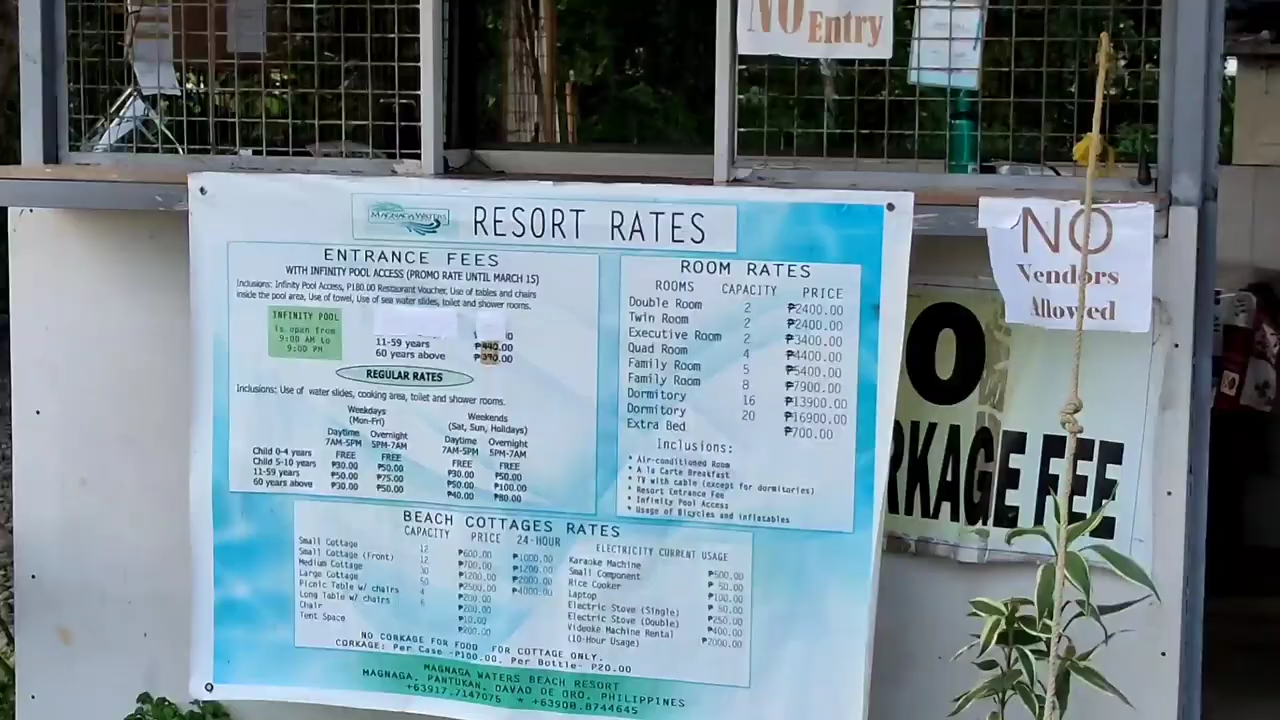 NO Entry
MAGNAGA WATERS
RESORT RATES
ENTRANCE FEES
WITH INFINITY POOL ACCESS (PROMO RATE UNTIL MARCH 15)
Inclusions: Infinity Pool Access, P180.00 Restaurant Voucher, Use of tables and chairs
inside the pool area, Use of towel, Use of sea water slides, toilet and shower rooms.
INFINITY POOL
is open from
9:00 AM to
9:00 PM
11-59 years ₱440.00
60 years above ₱390.00
REGULAR RATES
Inclusions: Use of water slides, cooking area, toilet and shower rooms.
Weekdays Weekends
(Mon-Fri) (Sat, Sun, Holidays)
Daytime Overnight Daytime Overnight
7AM-5PM 5PM-7AM 7AM-5PM 5PM-7AM
Child 0-4 years FREE FREE FREE FREE
Child 5-10 years ₱30.00 ₱50.00 ₱30.00 ₱50.00
11-59 years ₱50.00 ₱75.00 ₱50.00 ₱100.00
60 years above ₱30.00 ₱50.00 ₱40.00 ₱80.00
ROOM RATES
ROOMS CAPACITY PRICE
Double Room 2 ₱2400.00
Twin Room 2 ₱2400.00
Executive Room 2 ₱3400.00
Quad Room 4 ₱4400.00
Family Room 5 ₱5400.00
Family Room 8 ₱7900.00
Dormitory 16 ₱13900.00
Dormitory 20 ₱16900.00
Extra Bed ₱700.00
Inclusions:
* Air-conditioned Room
* A la Carte Breakfast
* TV with cable (except for dormitories)
* Resort Entrance Fee
* Infinity Pool Access
* Usage of Bicycles and inflatables
BEACH COTTAGES RATES
CAPACITY PRICE 24-HOUR
Small Cottage 12 ₱600.00 ₱1000.00
Small Cottage (Front) 12 ₱700.00 ₱1200.00
Medium Cottage 30 ₱1200.00 ₱2000.00
Large Cottage 50 ₱2500.00 ₱4000.00
Picnic Table w/ chairs 4 ₱200.00
Long Table w/ chairs 6 ₱200.00
Chair ₱10.00
Tent Space ₱200.00
ELECTRICITY CURRENT USAGE
Karaoke Machine ₱500.00
Small Component ₱ 50.00
Rice Cooker ₱100.00
Laptop ₱ 50.00
Electric Stove (Single) ₱250.00
Electric Stove (Double) ₱400.00
Videoke Machine Rental ₱2000.00
(10-Hour Usage)
NO CORKAGE FOR FOOD FOR COTTAGE ONLY.
CORKAGE: Per Case -₱100.00, Per Bottle- ₱20.00
MAGNAGA WATERS BEACH RESORT
MAGNAGA, PANTUKAN, DAVAO DE ORO, PHILIPPINES
+63917.7147076 * +63908.8744645
NO
Vendors
Allowed
O
RKAGE FEE